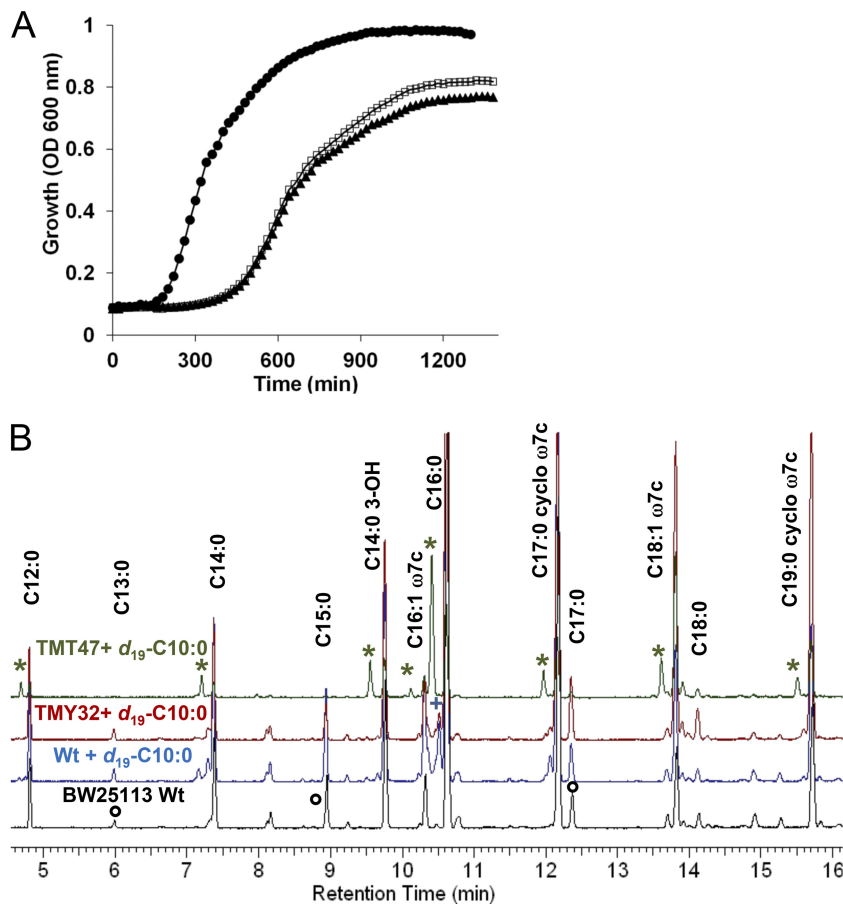 A
1
0.8
0.6
0.4
0.2
0
Growth (OD 600 nm)
0 300 600 900 1200
Time (min)
B
C12:0
C13:0
C14:0
C15:0
C14:0 3-OH
C16:1 ω7c
C16:0
C17:0 cyclo ω7c
C17:0
C18:1 ω7c
C18:0
C19:0 cyclo ω7c
* * * * * * * *
TMT47+ d19-C10:0
+
TMY32+ d19-C10:0
Wt + d19-C10:0
BW25113 Wt
5 6 7 8 9 10 11 12 13 14 15 16
Retention Time (min)